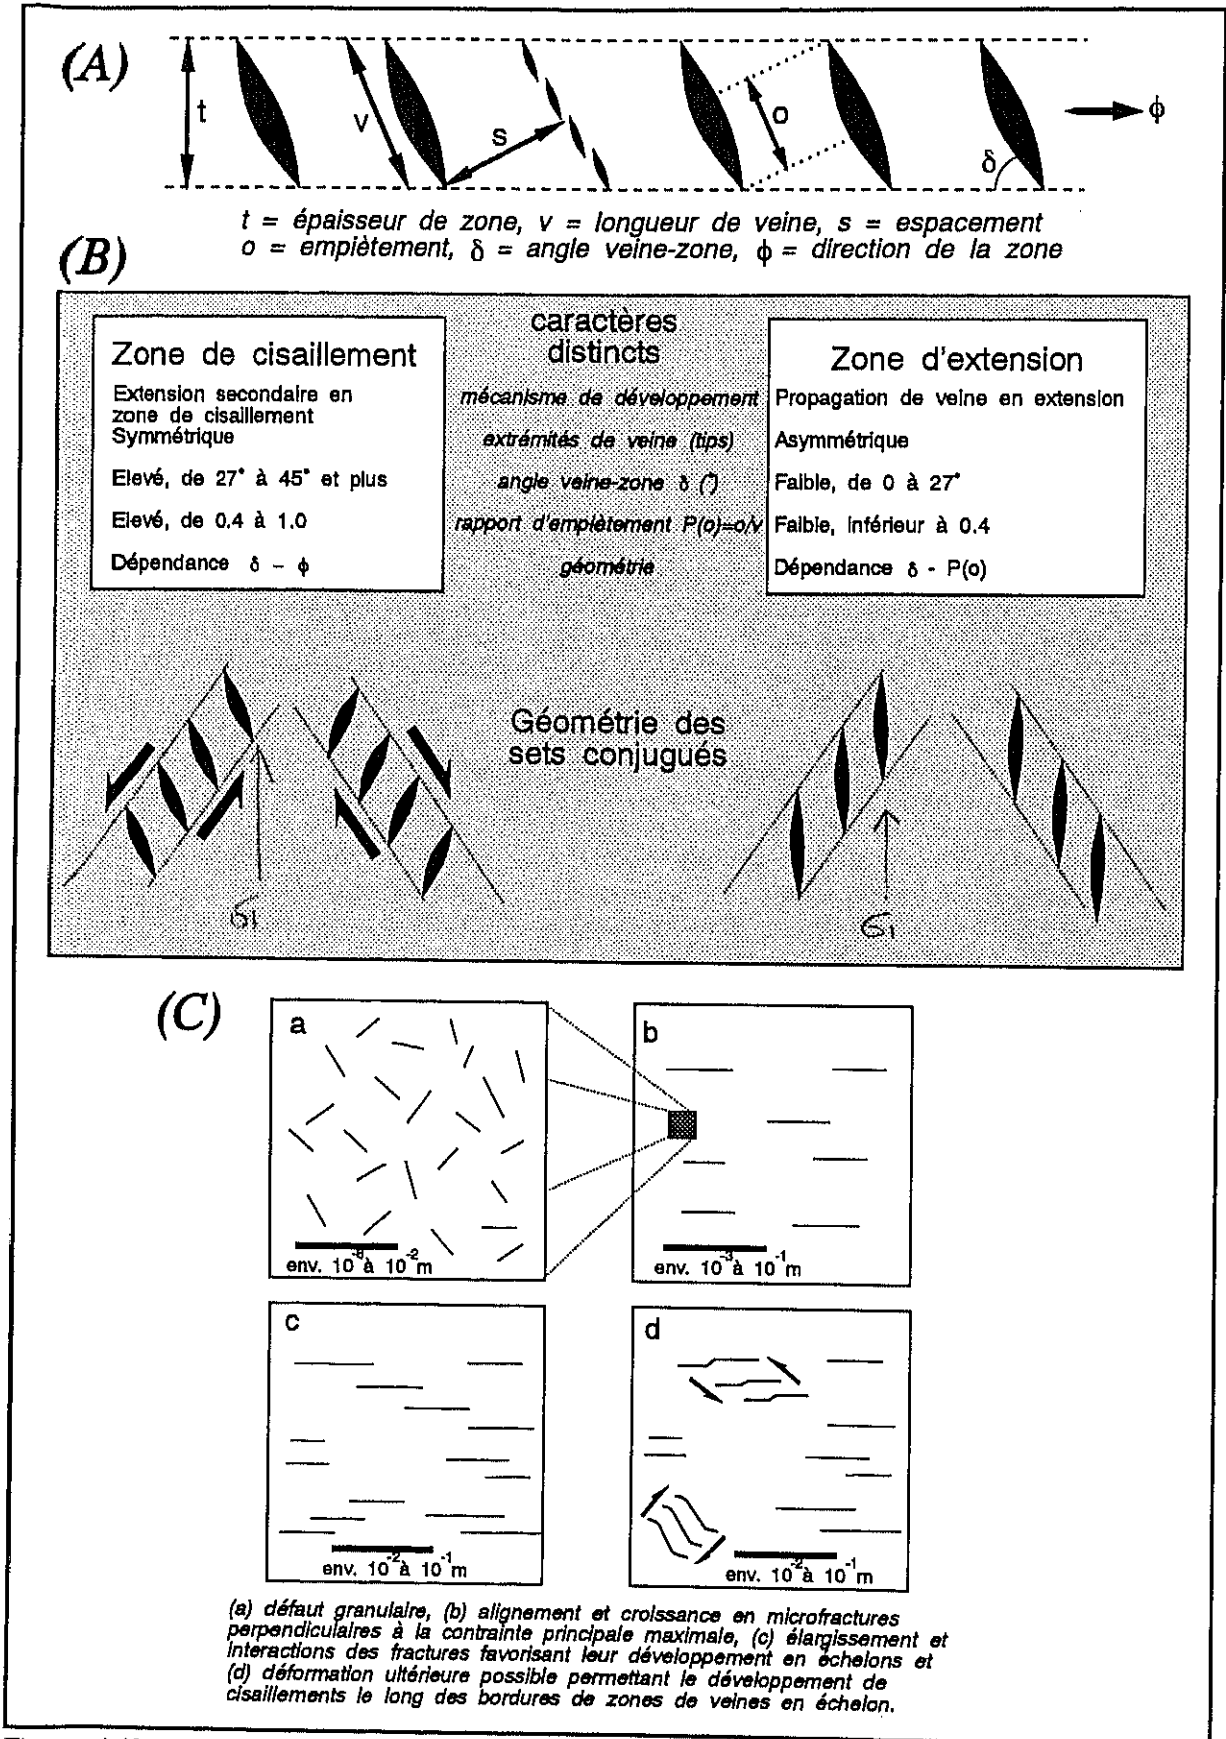 (A)
t
v
s
o
δ
ϕ
t = épaisseur de zone, v = longueur de veine, s = espacement
o = empiètement, δ = angle veine-zone, ϕ = direction de la zone
(B)
caractères
distincts
Zone de cisaillement
Zone d'extension
Extension secondaire en
zone de cisaillement
mécanisme de développement
Propagation de veine en extension
Symmétrique
extrémités de veine (tips)
Asymmétrique
Elevé, de 27° à 45° et plus
angle veine-zone δ (°)
Faible, de 0 à 27°
Elevé, de 0.4 à 1.0
rapport d'empiètement P(o)=o/v
Faible, inférieur à 0.4
Dépendance δ - ϕ
géométrie
Dépendance δ - P(o)
Géométrie des
sets conjugués
σ1
σ1
(C)
a
env. 10⁻⁶ à 10⁻² m
b
env. 10⁻³ à 10⁻¹ m
c
env. 10⁻² à 10⁻¹ m
d
env. 10⁻² à 10⁻¹ m
(a) défaut granulaire, (b) alignement et croissance en microfractures
perpendiculaires à la contrainte principale maximale, (c) élargissement et
interactions des fractures favorisant leur développement en échelons et
(d) déformation ultérieure possible permettant le développement de
cisaillements le long des bordures de zones de veines en échelon.